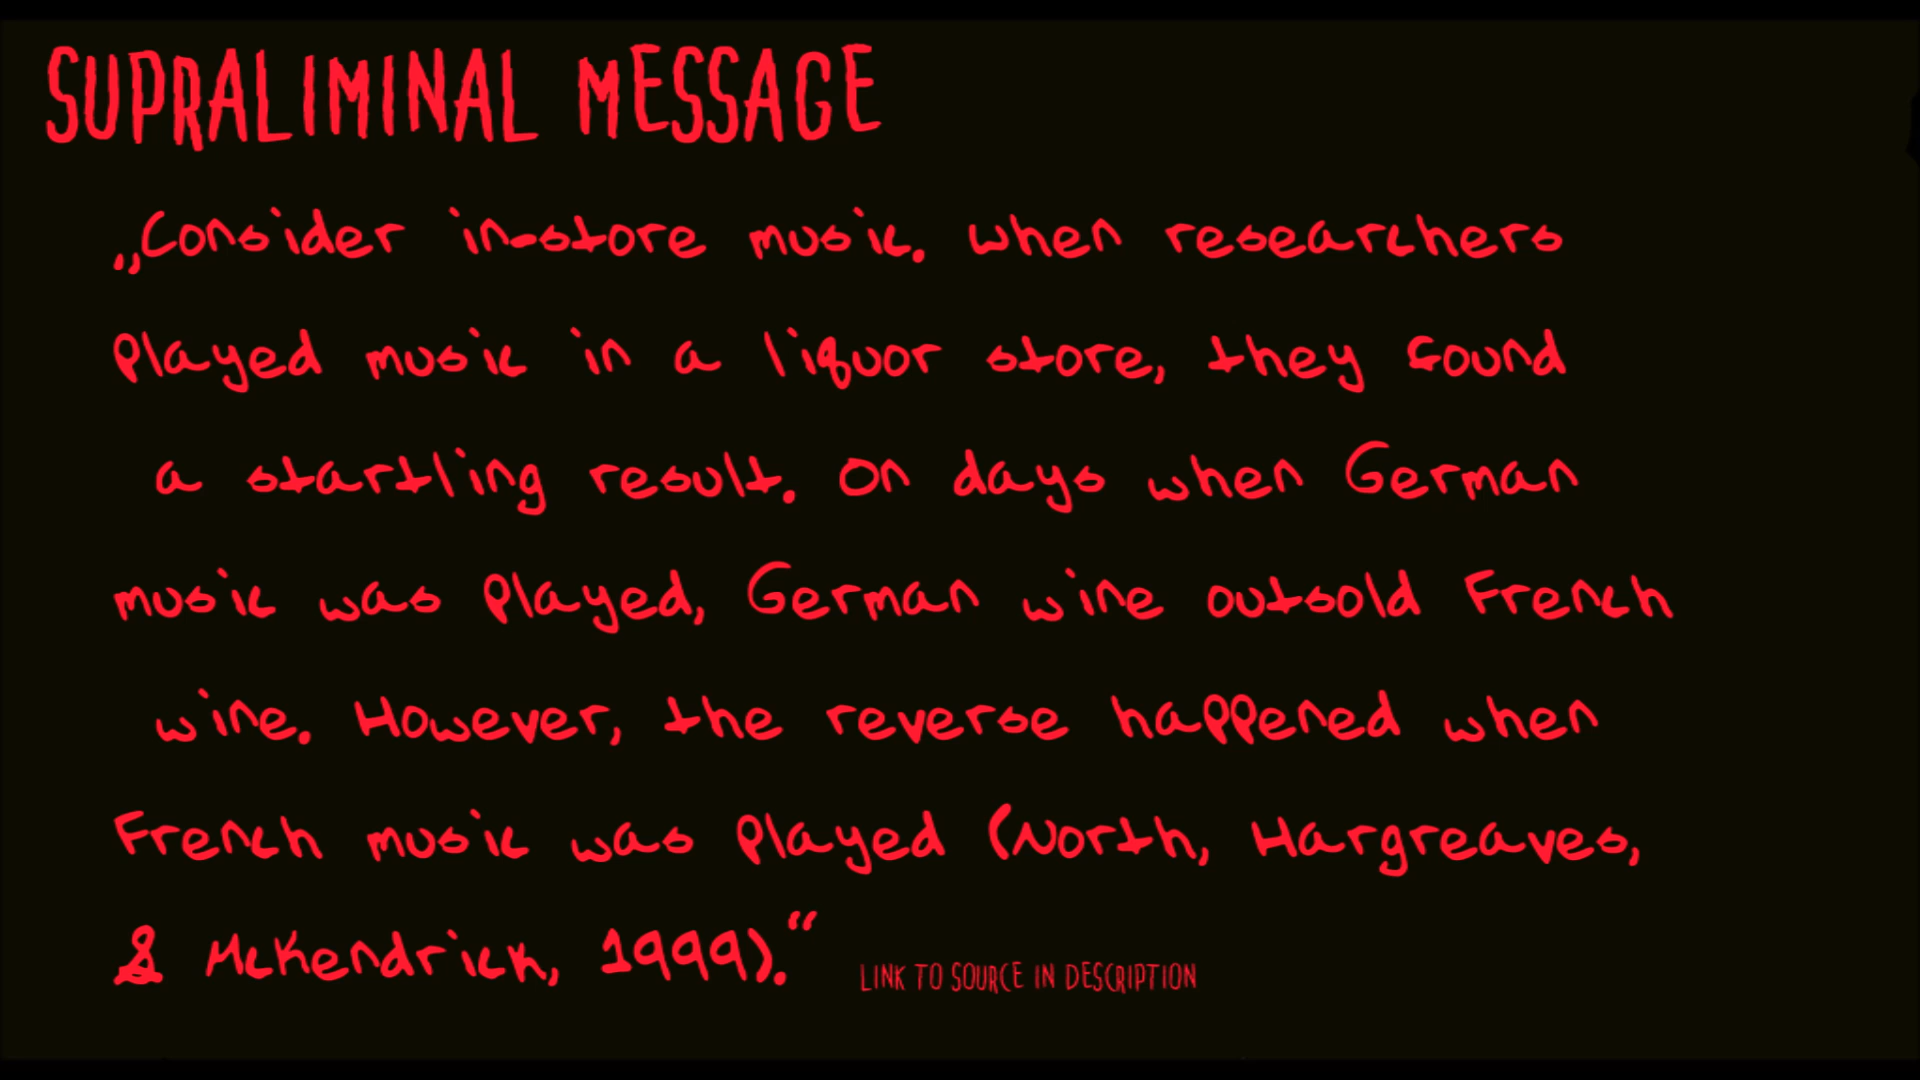 SUPRALIMINAL MESSAGE
„Consider in-store music. When researchers
played music in a liquor store, they found
a startling result. On days when German
music was played, German wine outsold French
wine. However, the reverse happened when
French music was played (North, Hargreaves,
& McKendrick, 1999).“
LINK TO SOURCE IN DESCRIPTION